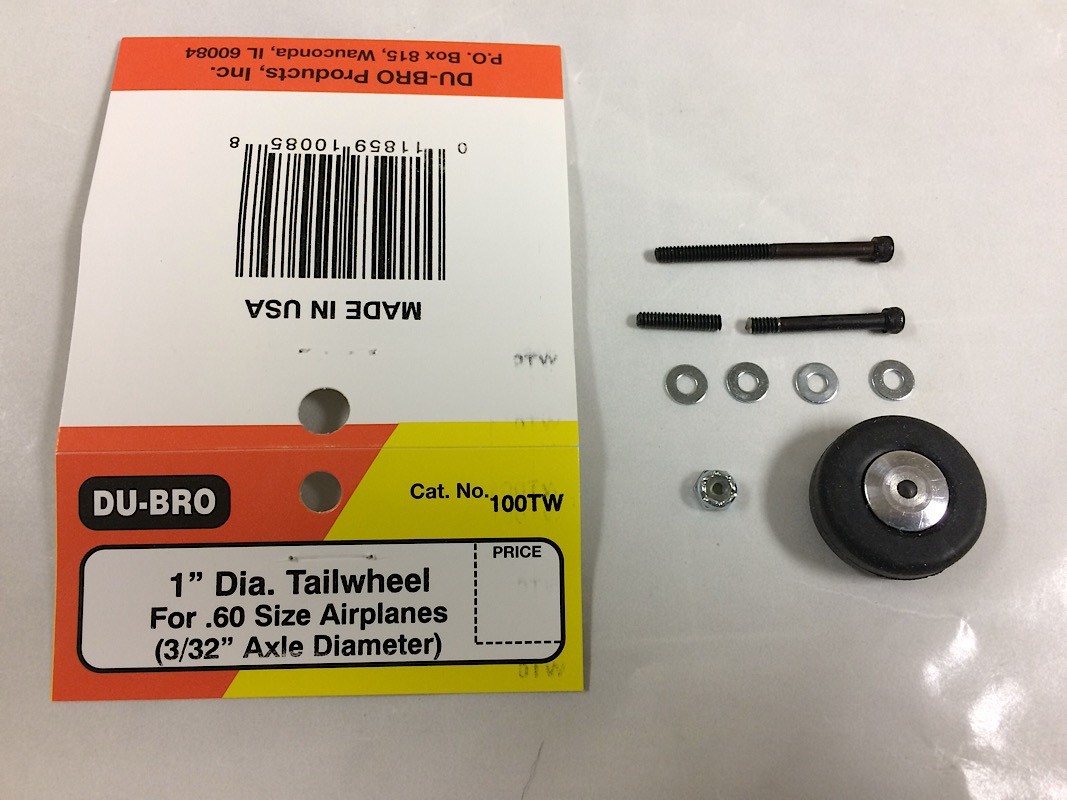 DU-BRO Products, Inc.
P.O. Box 815, Wauconda, IL 60084
0 11859 10085 8
MADE IN USA
DU-BRO
Cat. No. 100TW
PRICE
1” Dia. Tailwheel
For .60 Size Airplanes
(3/32” Axle Diameter)